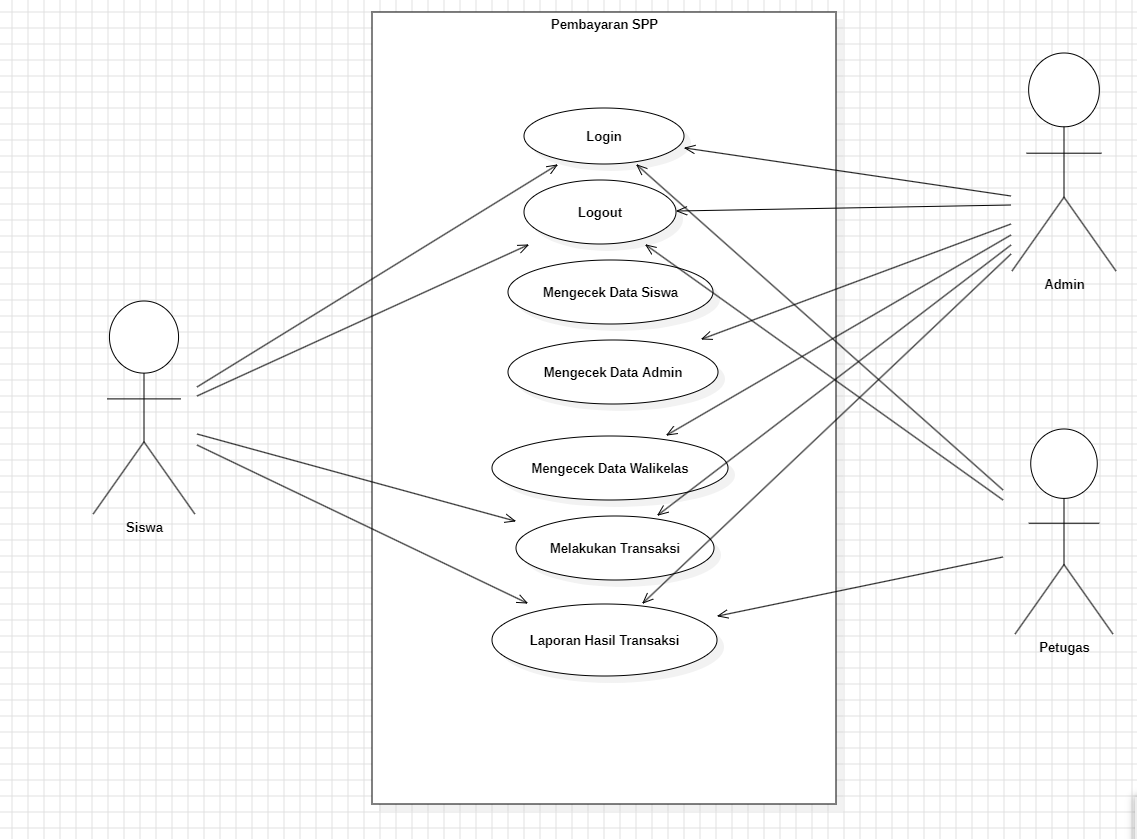 Pembayaran SPP
Login
Logout
Mengecek Data Siswa
Mengecek Data Admin
Mengecek Data Walikelas
Melakukan Transaksi
Laporan Hasil Transaksi
Siswa
Admin
Petugas